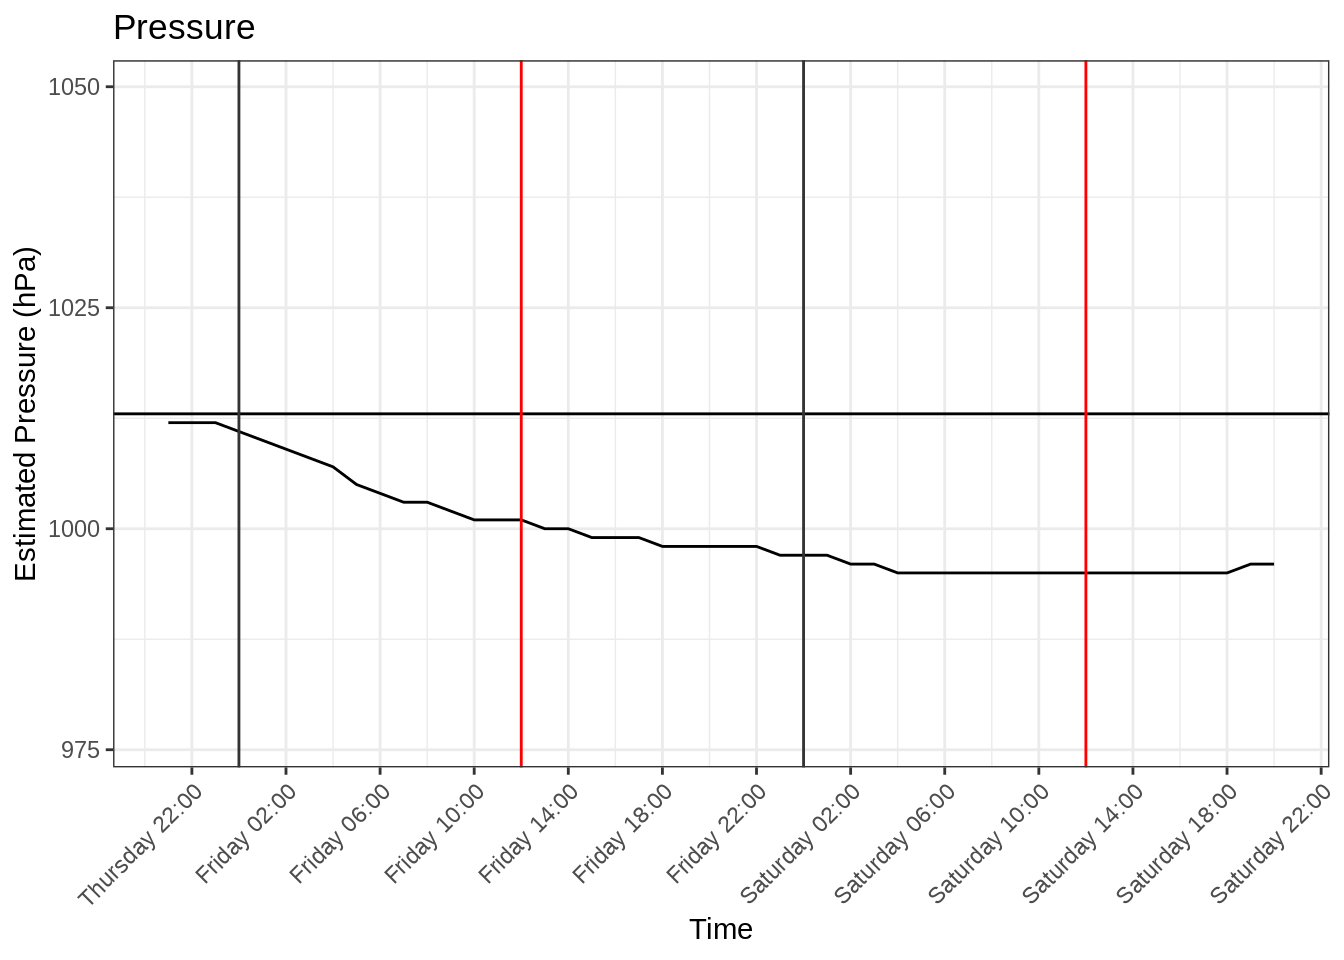 Pressure
Estimated Pressure (hPa)
1050
1025
1000
975
Thursday 22:00
Friday 02:00
Friday 06:00
Friday 10:00
Friday 14:00
Friday 18:00
Friday 22:00
Saturday 02:00
Saturday 06:00
Saturday 10:00
Saturday 14:00
Saturday 18:00
Saturday 22:00
Time